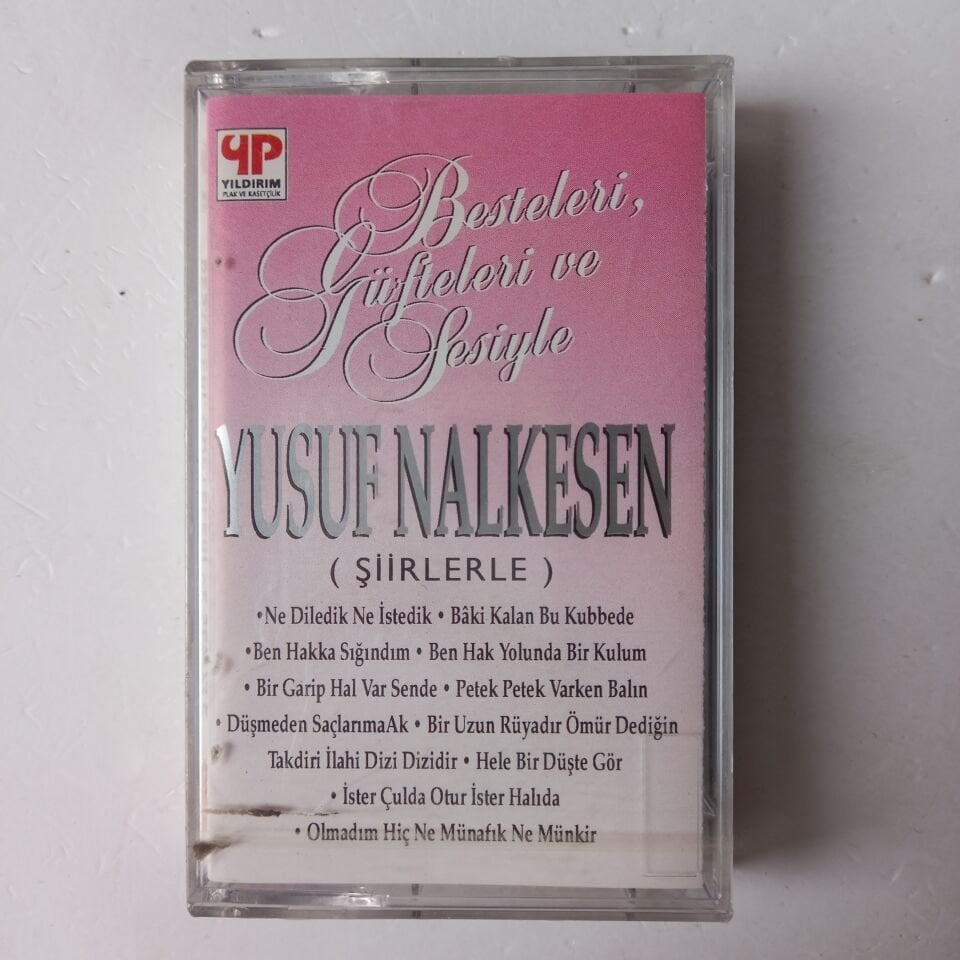 YP
YILDIRIM
PLAK VE KASETÇİLİK
Besteleri,
Güfteleri ve
Sesiyle
YUSUF NALKESEN
( ŞİİRLERLE )
•Ne Diledik Ne İstedik • Bâki Kalan Bu Kubbede
•Ben Hakka Sığındım • Ben Hak Yolunda Bir Kulum
• Bir Garip Hal Var Sende • Petek Petek Varken Balın
• Düşmeden SaçlarımaAk • Bir Uzun Rüyadır Ömür Dediğin
Takdiri İlahi Dizi Dizidir • Hele Bir Düşte Gör
• İster Çulda Otur İster Halıda
• Olmadım Hiç Ne Münafık Ne Münkir